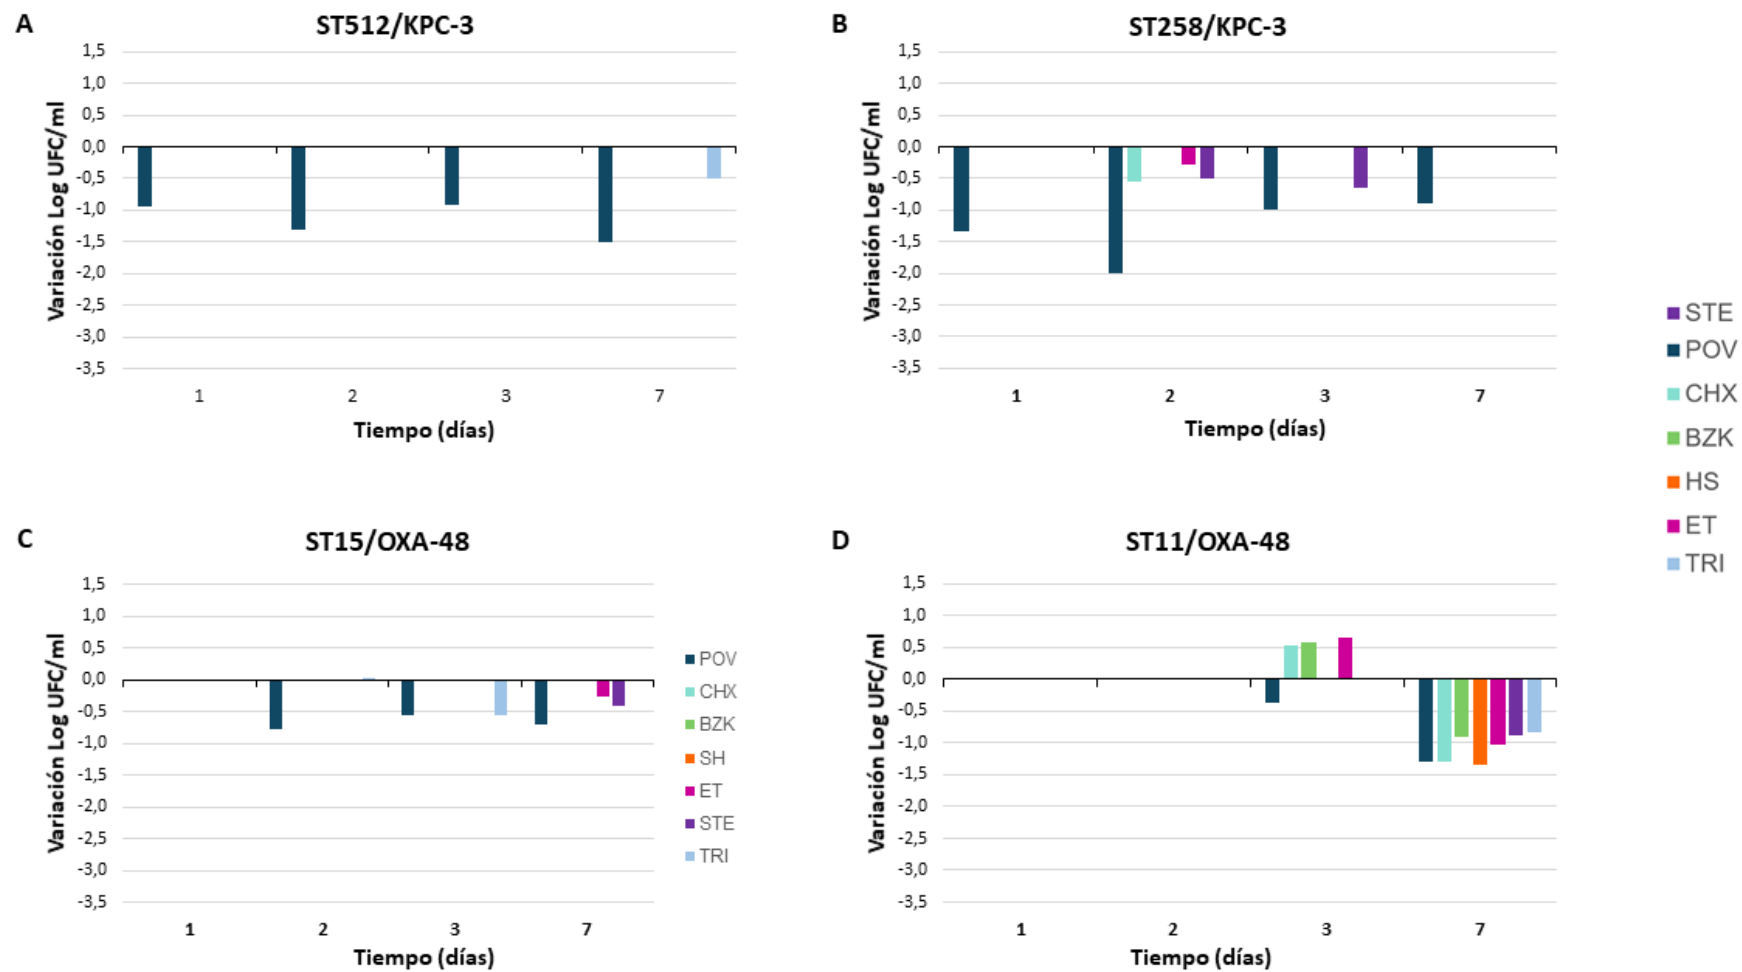 A
ST512/KPC-3
Variación Log UFC/ml
1,5
1,0
0,5
0,0
-0,5
-1,0
-1,5
-2,0
-2,5
-3,0
-3,5
1 2 3 7
Tiempo (días)
B
ST258/KPC-3
Variación Log UFC/ml
1,5
1,0
0,5
0,0
-0,5
-1,0
-1,5
-2,0
-2,5
-3,0
-3,5
1 2 3 7
Tiempo (días)
STE
POV
CHX
BZK
HS
ET
TRI
C
ST15/OXA-48
Variación Log UFC/ml
1,5
1,0
0,5
0,0
-0,5
-1,0
-1,5
-2,0
-2,5
-3,0
-3,5
1 2 3 7
Tiempo (días)
POV
CHX
BZK
SH
ET
STE
TRI
D
ST11/OXA-48
Variación Log UFC/ml
1,5
1,0
0,5
0,0
-0,5
-1,0
-1,5
-2,0
-2,5
-3,0
-3,5
1 2 3 7
Tiempo (días)